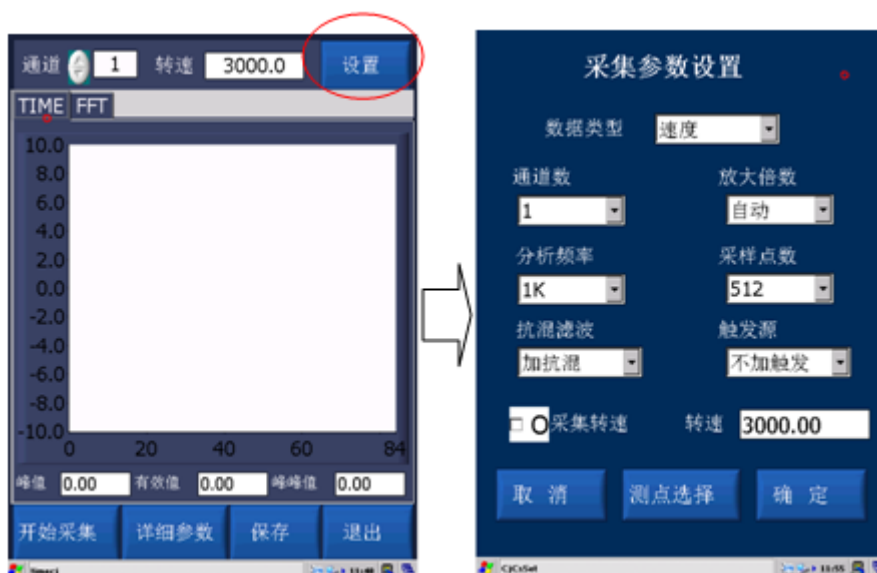 通道 1 转速 3000.0 设置
TIME FFT
10.0
8.0
6.0
4.0
2.0
0.0
-2.0
-4.0
-6.0
-8.0
-10.0
0 20 40 60 84
峰值 0.00 有效值 0.00 峰峰值 0.00
开始采集 详细参数 保存 退出
采集参数设置
数据类型 速度
通道数 放大倍数
1 自动
分析频率 采样点数
1K 512
抗混滤波 触发源
加抗混 不加触发
O采集转速 转速 3000.00
取 消 测点选择 确 定
CjCsSet 11:55